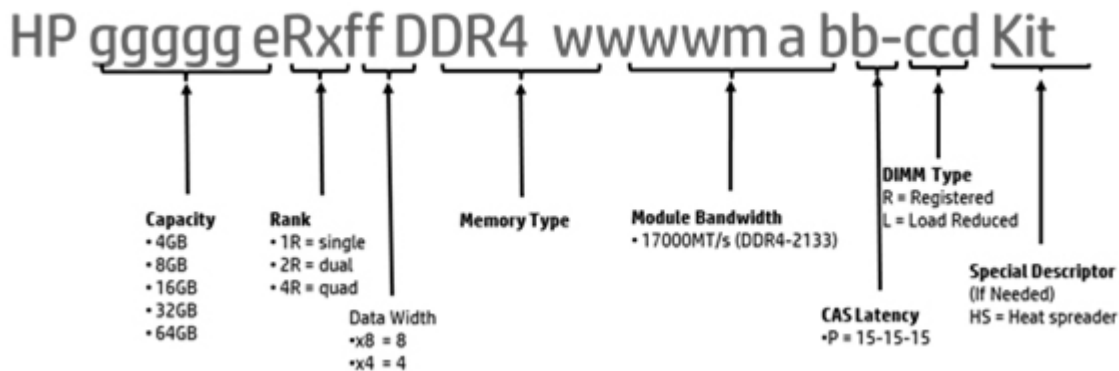 HP ggggg eRxff DDR4 wwwwm a bb-ccd Kit
Capacity
• 4GB
• 8GB
• 16GB
• 32GB
• 64GB
Rank
• 1R = single
• 2R = dual
• 4R = quad
Data Width
•x8 = 8
•x4 = 4
Memory Type
Module Bandwidth
• 17000MT/s (DDR4-2133)
CAS Latency
•P = 15-15-15
DIMM Type
R = Registered
L = Load Reduced
Special Descriptor
(If Needed)
HS = Heat spreader